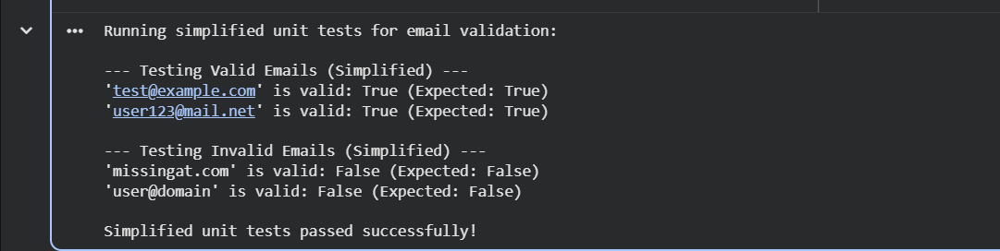 Running simplified unit tests for email validation:
--- Testing Valid Emails (Simplified) ---
'test@example.com' is valid: True (Expected: True)
'user123@mail.net' is valid: True (Expected: True)
--- Testing Invalid Emails (Simplified) ---
'missingat.com' is valid: False (Expected: False)
'user@domain' is valid: False (Expected: False)
Simplified unit tests passed successfully!